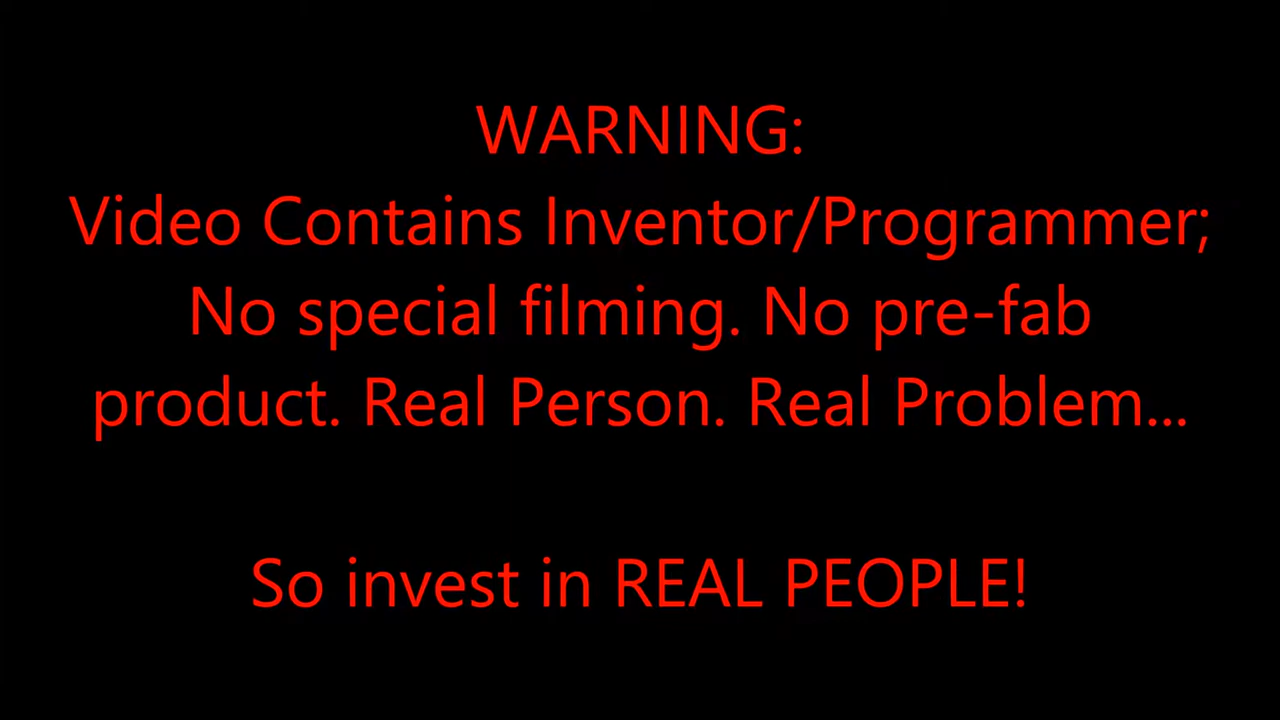 WARNING:
Video Contains Inventor/Programmer;
No special filming. No pre-fab
product. Real Person. Real Problem...
So invest in REAL PEOPLE!